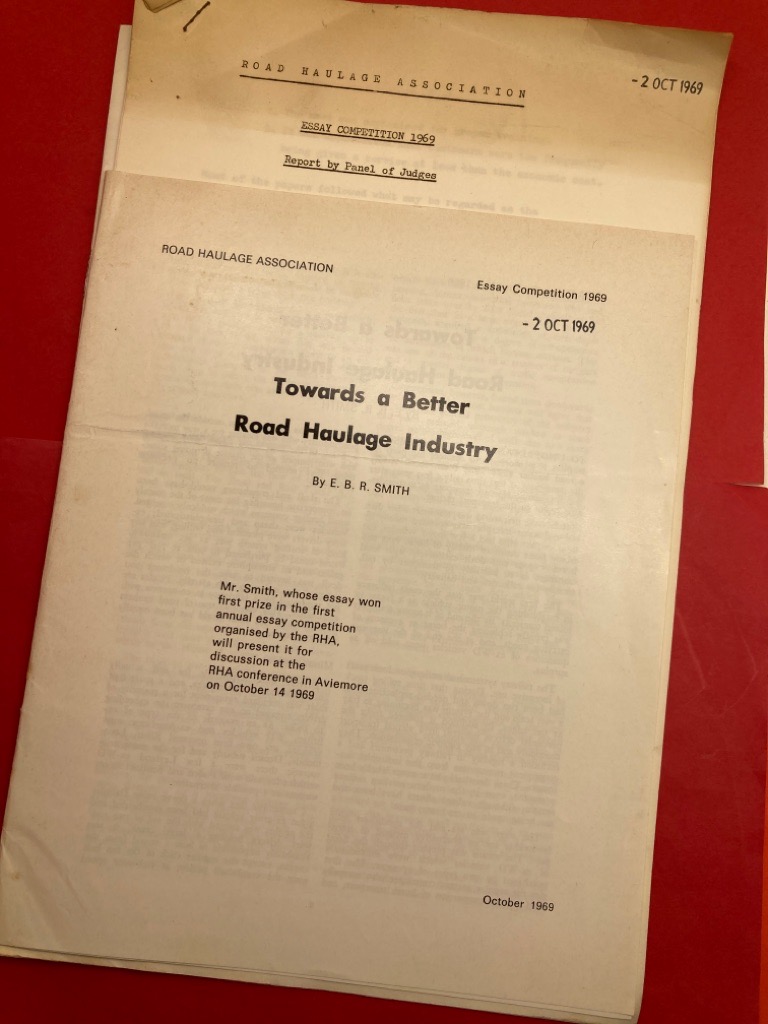 ROAD HAULAGE ASSOCIATION
- 2 OCT 1969
ESSAY COMPETITION 1969
Report by Panel of Judges
ROAD HAULAGE ASSOCIATION
Essay Competition 1969
- 2 OCT 1969
Towards a Better
Road Haulage Industry
By E. B. R. SMITH
Mr. Smith, whose essay won
first prize in the first
annual essay competition
organised by the RHA,
will present it for
discussion at the
RHA conference in Aviemore
on October 14 1969
October 1969